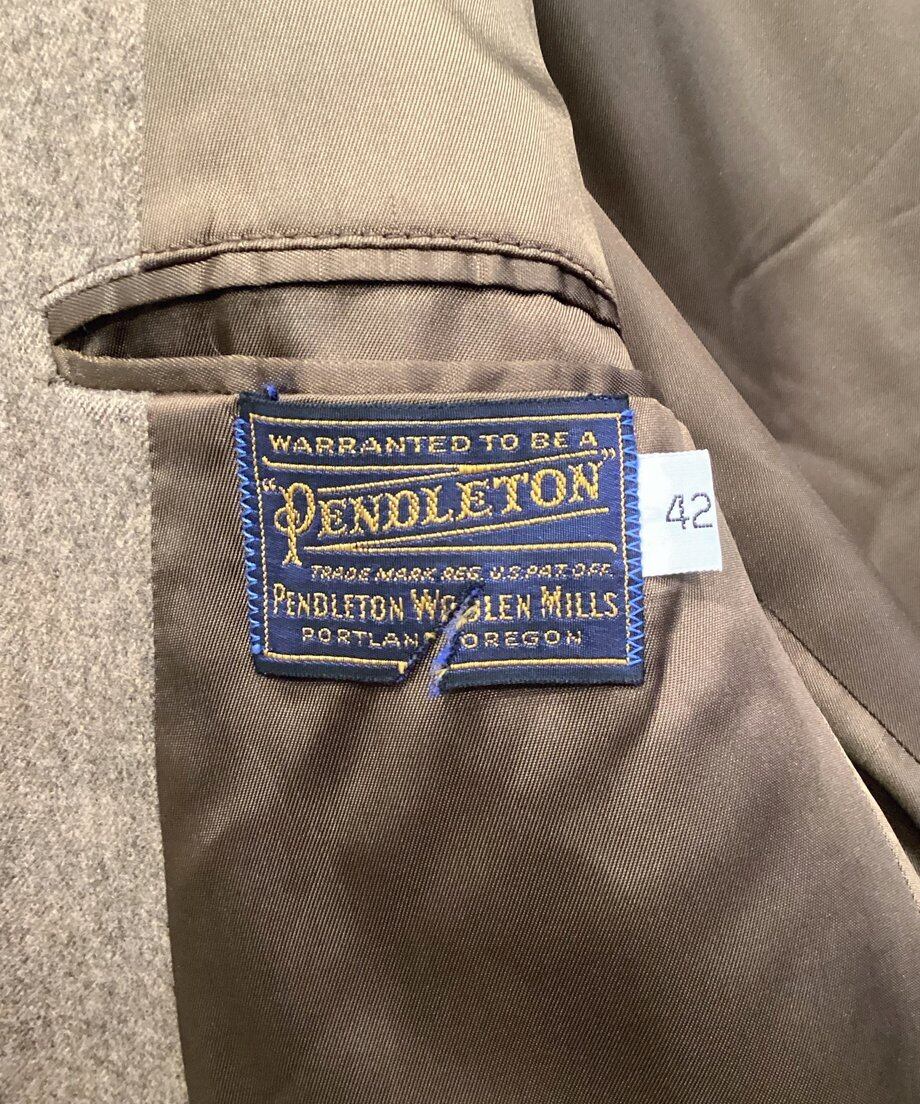 WARRANTED TO BE A
"PENDLETON"
TRADE MARK REG. U.S. PAT. OFF.
PENDLETON WOOLEN MILLS
PORTLAND OREGON
42